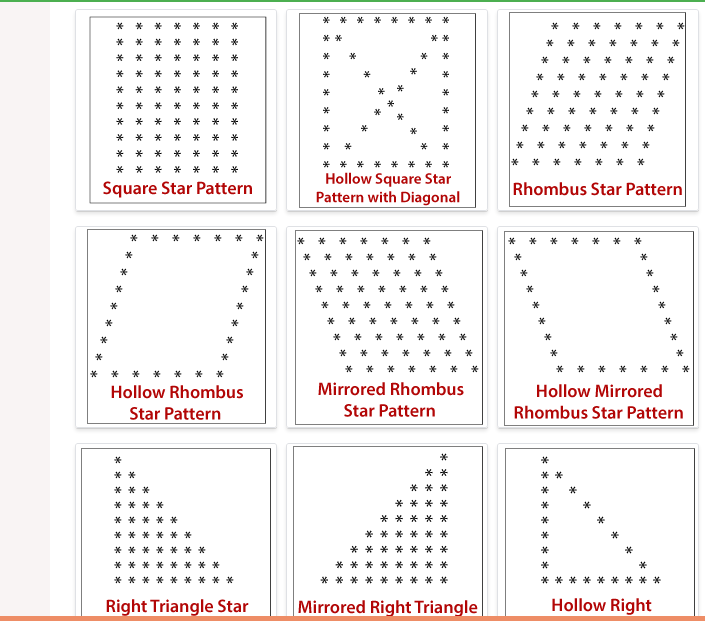 Square Star Pattern
Hollow Square Star
Pattern with Diagonal
Rhombus Star Pattern
Hollow Rhombus
Star Pattern
Mirrored Rhombus
Star Pattern
Hollow Mirrored
Rhombus Star Pattern
Right Triangle Star
Mirrored Right Triangle
Hollow Right